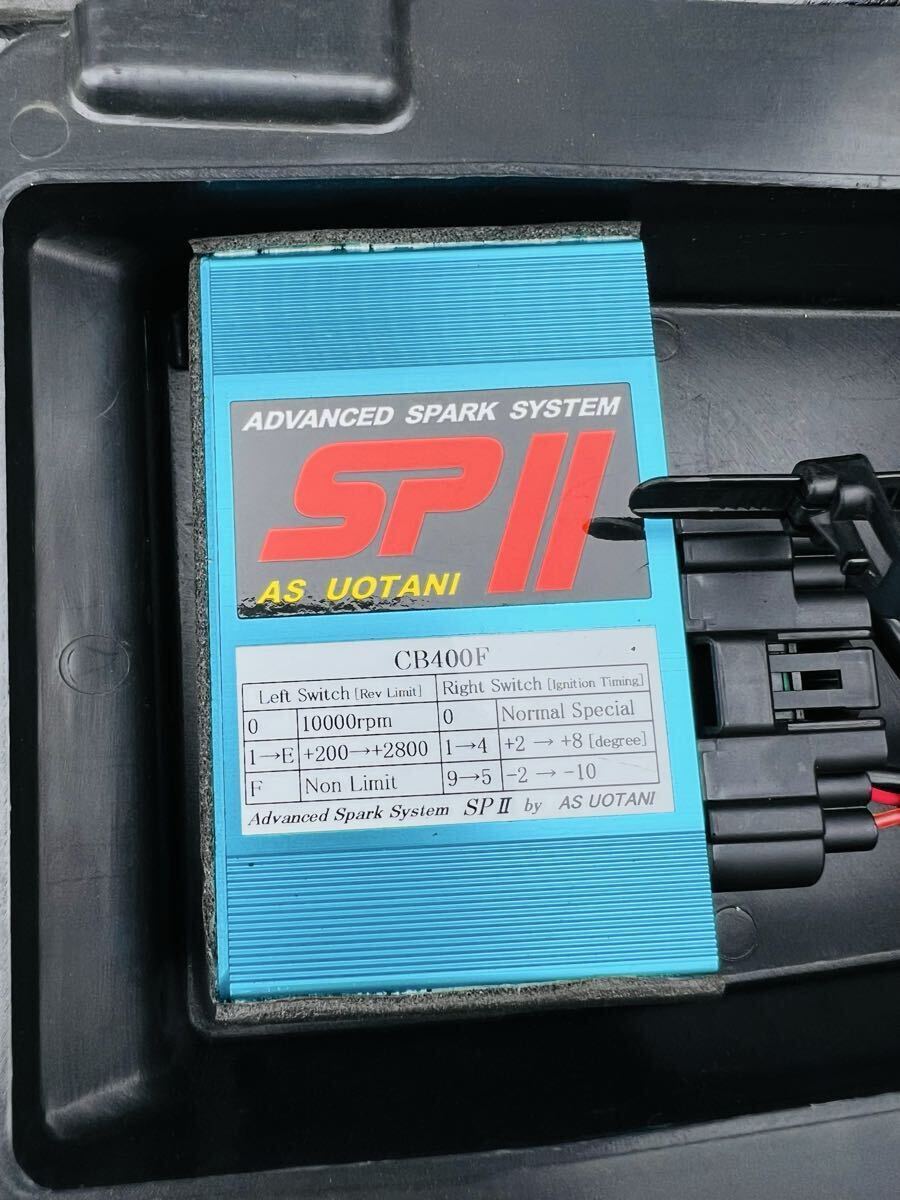 ADVANCED SPARK SYSTEM
SPII
AS UOTANI
CB400F
Left Switch [Rev Limit] Right Switch [Ignition Timing]
0 10000rpm 0 Normal Special
1→E +200→+2800 1→4 +2 → +8 [degree]
F Non Limit 9→5 -2 → -10
Advanced Spark System SP II by AS UOTANI